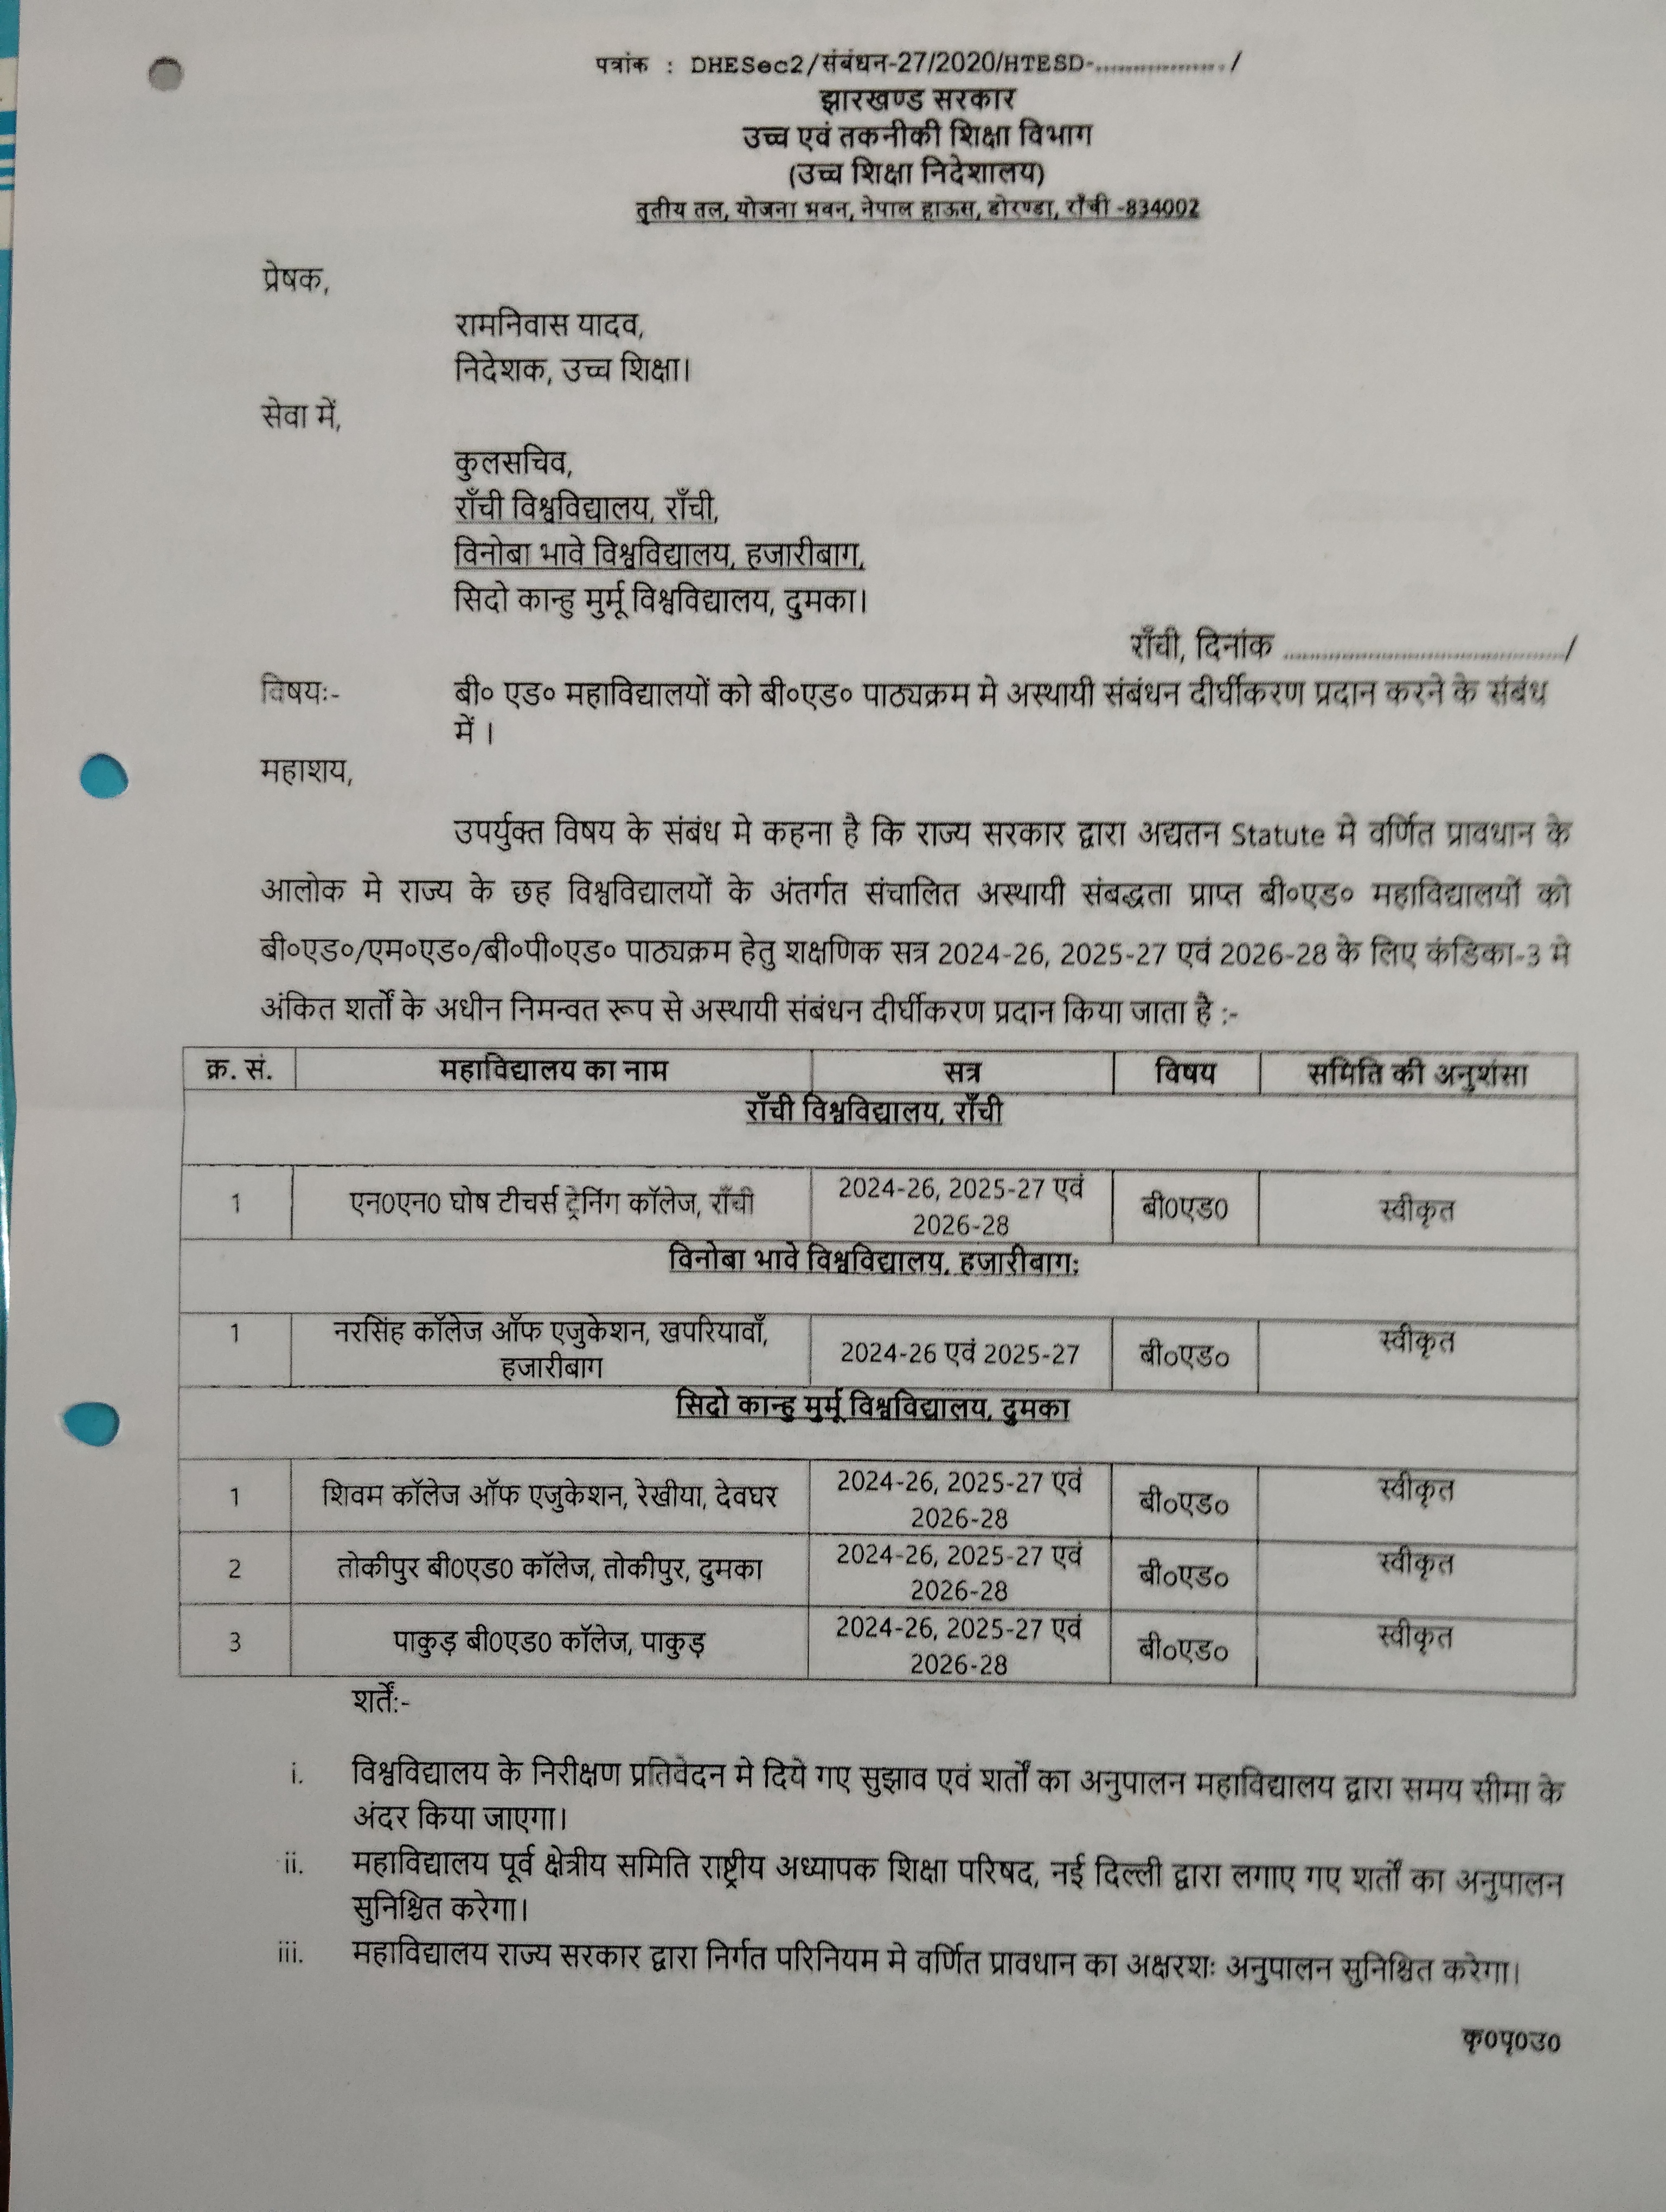 पत्रांक : DHESec2/संबंधन-27/2020/HTESD-................... /
झारखण्ड सरकार
उच्च एवं तकनीकी शिक्षा विभाग
(उच्च शिक्षा निदेशालय)
तृतीय तल, योजना भवन, नेपाल हाऊस, डोरण्डा, राँची -834002
प्रेषक,
रामनिवास यादव,
निदेशक, उच्च शिक्षा।
सेवा में,
कुलसचिव,
राँची विश्वविद्यालय, राँची,
विनोबा भावे विश्वविद्यालय, हजारीबाग,
सिदो कान्हु मुर्मू विश्वविद्यालय, दुमका।
राँची, दिनांक ............................................/
विषयः- बी० एड० महाविद्यालयों को बी०एड० पाठ्यक्रम मे अस्थायी संबंधन दीर्घीकरण प्रदान करने के संबंध
में ।
महाशय,
उपर्युक्त विषय के संबंध मे कहना है कि राज्य सरकार द्वारा अद्यतन Statute मे वर्णित प्रावधान के
आलोक मे राज्य के छह विश्वविद्यालयों के अंतर्गत संचालित अस्थायी संबद्धता प्राप्त बी०एड० महाविद्यालयों को
बी०एड०/एम०एड०/बी०पी०एड० पाठ्यक्रम हेतु शक्षणिक सत्र 2024-26, 2025-27 एवं 2026-28 के लिए कंडिका-3 मे
अंकित शर्तों के अधीन निमन्वत रूप से अस्थायी संबंधन दीर्घीकरण प्रदान किया जाता है :-
क्र. सं. महाविद्यालय का नाम सत्र विषय समिति की अनुशंसा
राँची विश्वविद्यालय, राँची
1 एन0एन0 घोष टीचर्स ट्रेनिंग कॉलेज, राँची 2024-26, 2025-27 एवं
2026-28 बी0एड0 स्वीकृत
विनोबा भावे विश्वविद्यालय, हजारीबाग:
1 नरसिंह कॉलेज ऑफ एजुकेशन, खपरियावाँ,
हजारीबाग 2024-26 एवं 2025-27 बी०एड० स्वीकृत
सिदो कान्हु मुर्मू विश्वविद्यालय, दुमका
1 शिवम कॉलेज ऑफ एजुकेशन, रेखीया, देवघर 2024-26, 2025-27 एवं
2026-28 बी०एड० स्वीकृत
2 तोकीपुर बी0एड0 कॉलेज, तोकीपुर, दुमका 2024-26, 2025-27 एवं
2026-28 बी०एड० स्वीकृत
3 पाकुड़ बी0एड0 कॉलेज, पाकुड़ 2024-26, 2025-27 एवं
2026-28 बी०एड० स्वीकृत
शर्तें:-
i. विश्वविद्यालय के निरीक्षण प्रतिवेदन मे दिये गए सुझाव एवं शर्तों का अनुपालन महाविद्यालय द्वारा समय सीमा के
अंदर किया जाएगा।
ii. महाविद्यालय पूर्व क्षेत्रीय समिति राष्ट्रीय अध्यापक शिक्षा परिषद, नई दिल्ली द्वारा लगाए गए शर्तों का अनुपालन
सुनिश्चित करेगा।
iii. महाविद्यालय राज्य सरकार द्वारा निर्गत परिनियम मे वर्णित प्रावधान का अक्षरशः अनुपालन सुनिश्चित करेगा।
कृ0पृ0उ0